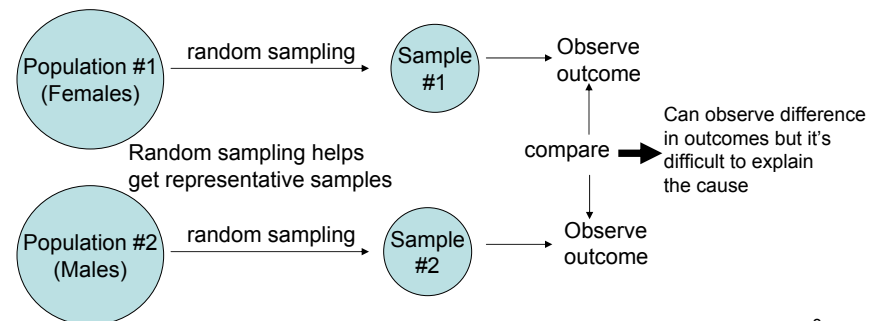 Population #1
(Females)
random sampling
Sample
#1
Observe
outcome
Random sampling helps
get representative samples
compare
Can observe difference
in outcomes but it's
difficult to explain
the cause
Population #2
(Males)
random sampling
Sample
#2
Observe
outcome